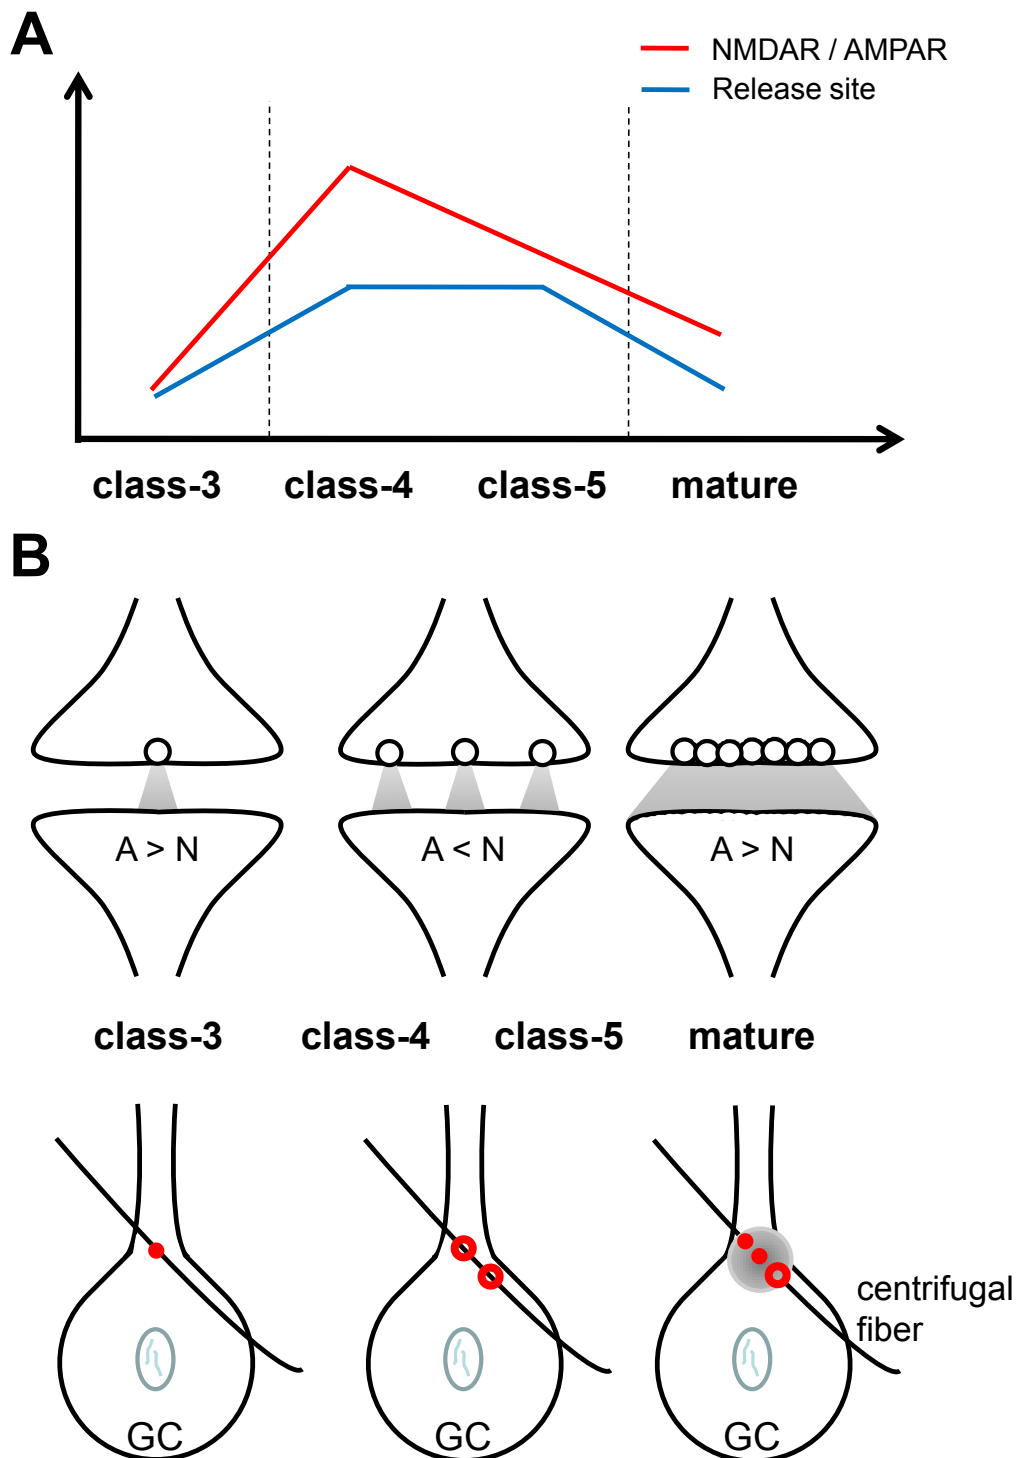 A
NMDAR / AMPAR
Release site
class-3 class-4 class-5 mature
B
A > N A < N A > N
class-3 class-4 class-5 mature
centrifugal
fiber
GC GC GC